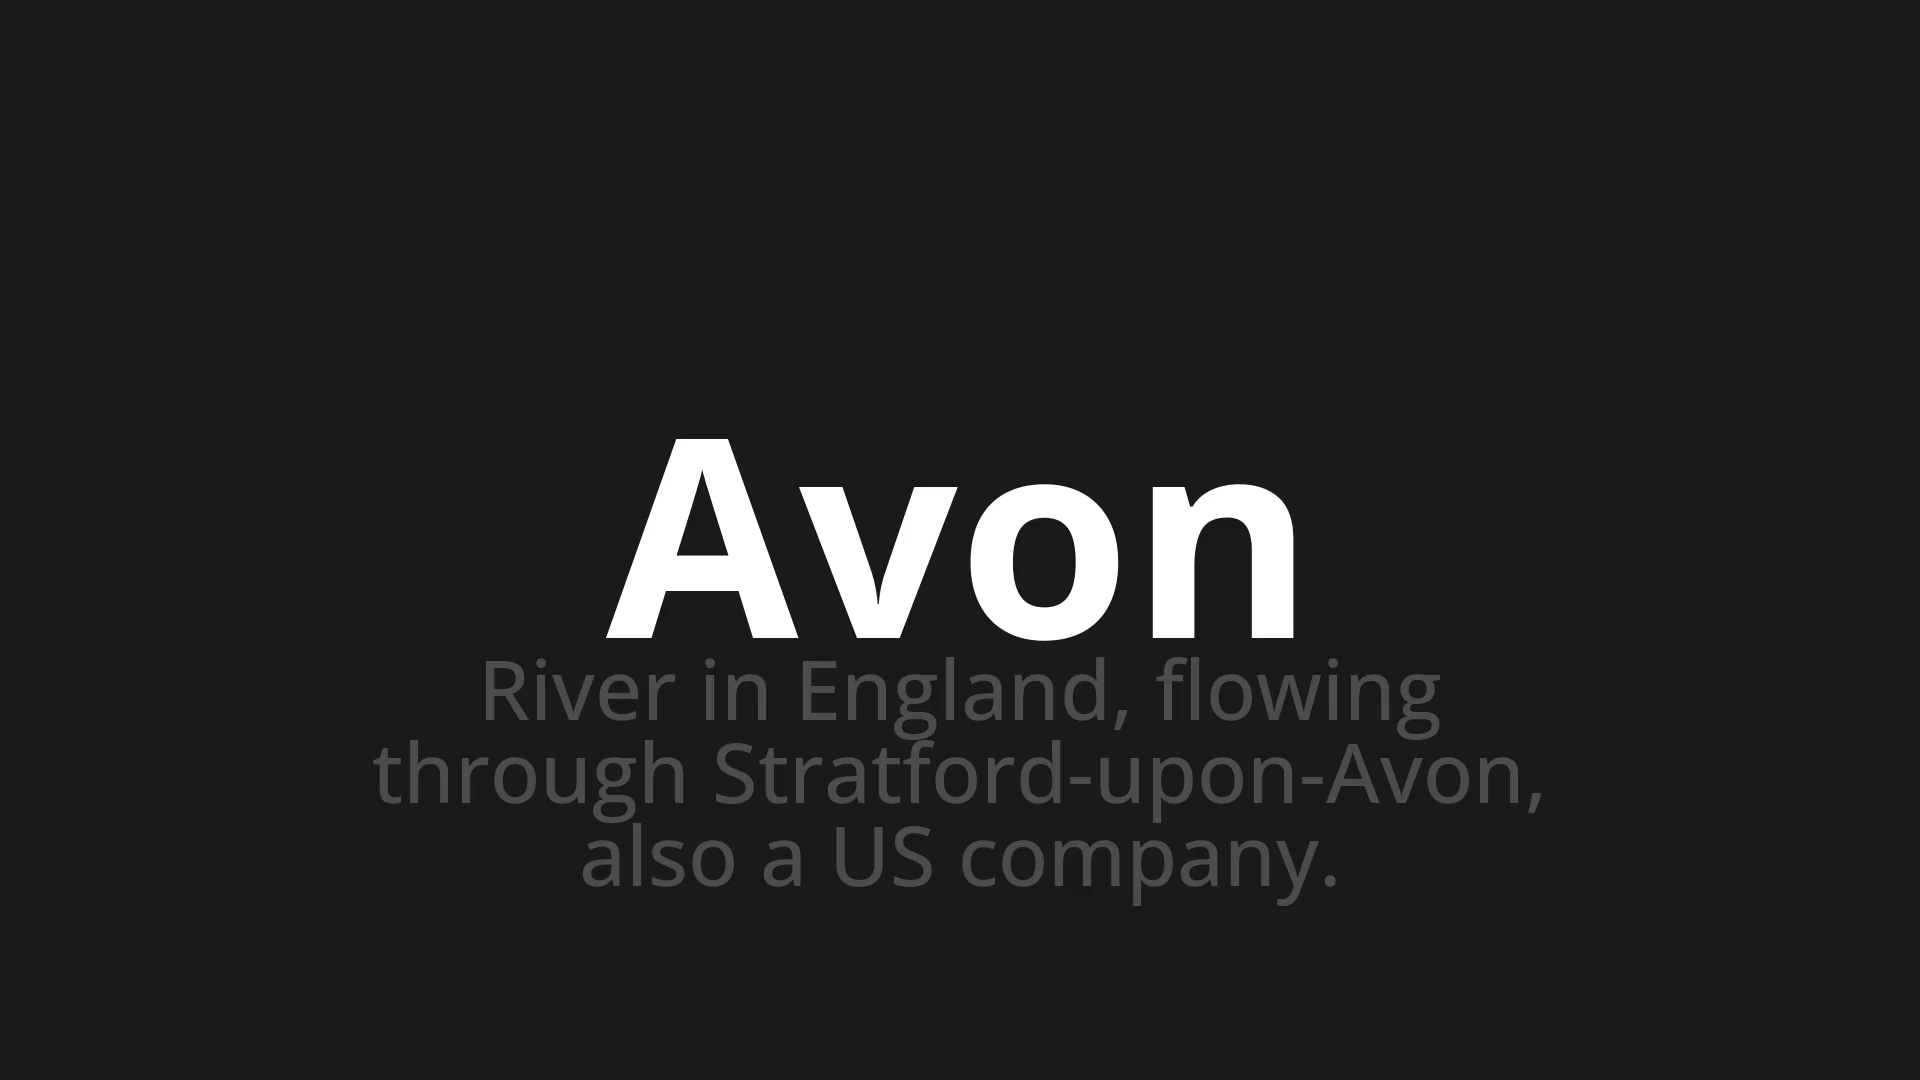 Avon
River in England, flowing
through Stratford-upon-Avon,
also a US company.